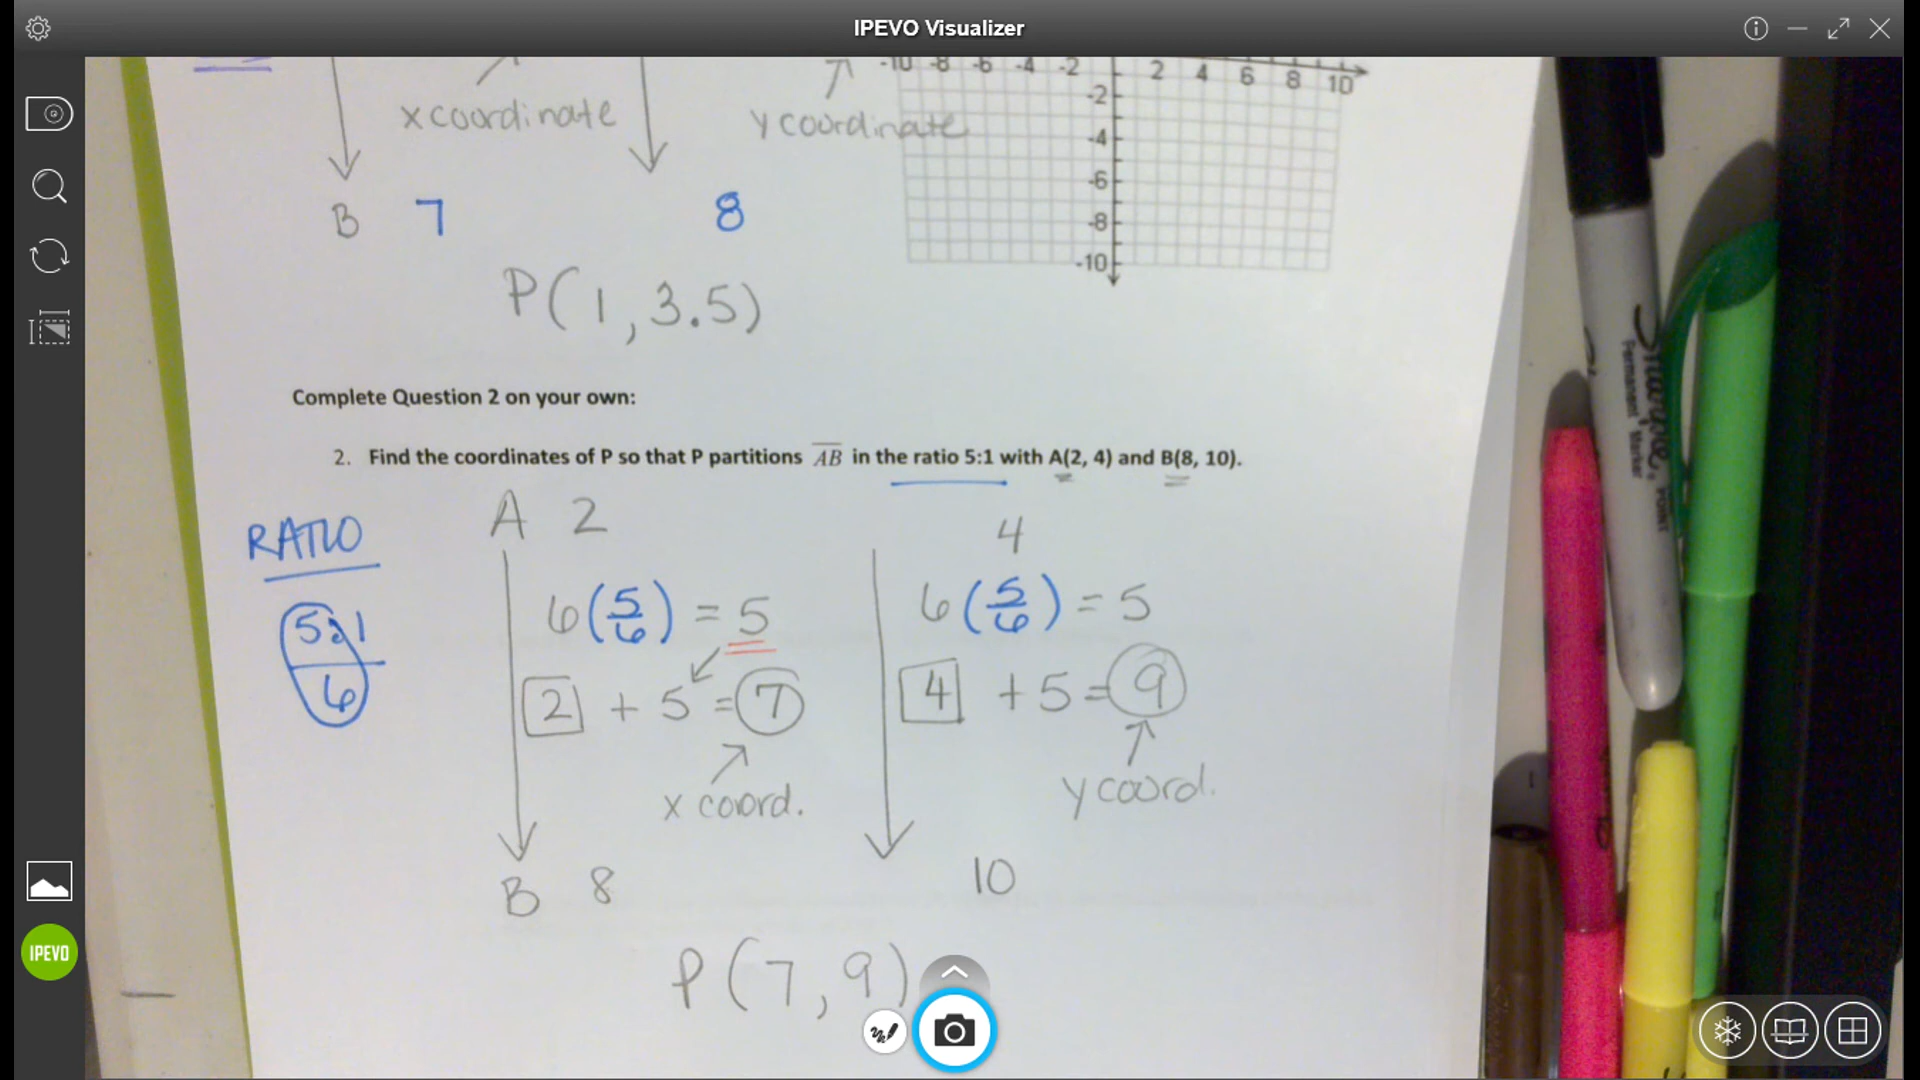 IPEVO Visualizer
-10 -8 -6 -4 -2 2 4 6 8 10
x coordinate y coordinate
-2
-4
-6
-8
-10
B 7 8
P(1, 3.5)
Complete Question 2 on your own:
2. Find the coordinates of P so that P partitions AB in the ratio 5:1 with A(2, 4) and B(8, 10).
RATIO
5:1
6
A 2
6(5/6) = 5
2 + 5 = 7
x coord.
B 8
4
6(5/6) = 5
4 + 5 = 9
y coord.
10
P(7, 9)
Sharpie
Permanent Marker
IPEVO